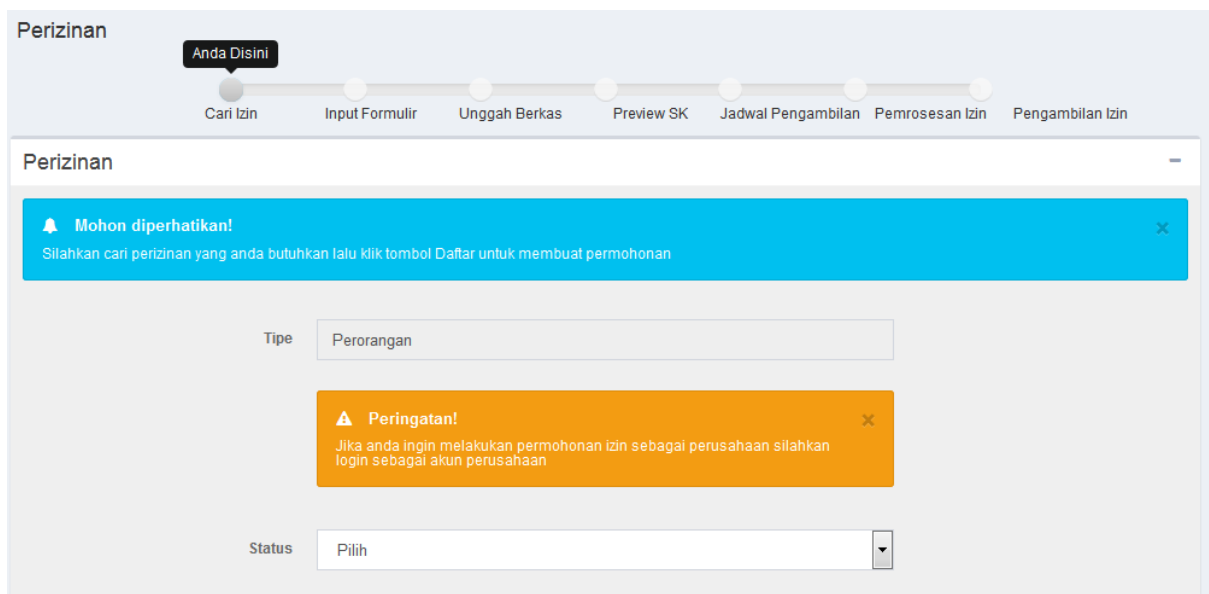 Perizinan
Anda Disini
Cari Izin Input Formulir Unggah Berkas Preview SK Jadwal Pengambilan Pemrosesan Izin Pengambilan Izin
Perizinan
Mohon diperhatikan!
Silahkan cari perizinan yang anda butuhkan lalu klik tombol Daftar untuk membuat permohonan
Tipe Perorangan
Peringatan!
Jika anda ingin melakukan permohonan izin sebagai perusahaan silahkan
login sebagai akun perusahaan
Status Pilih